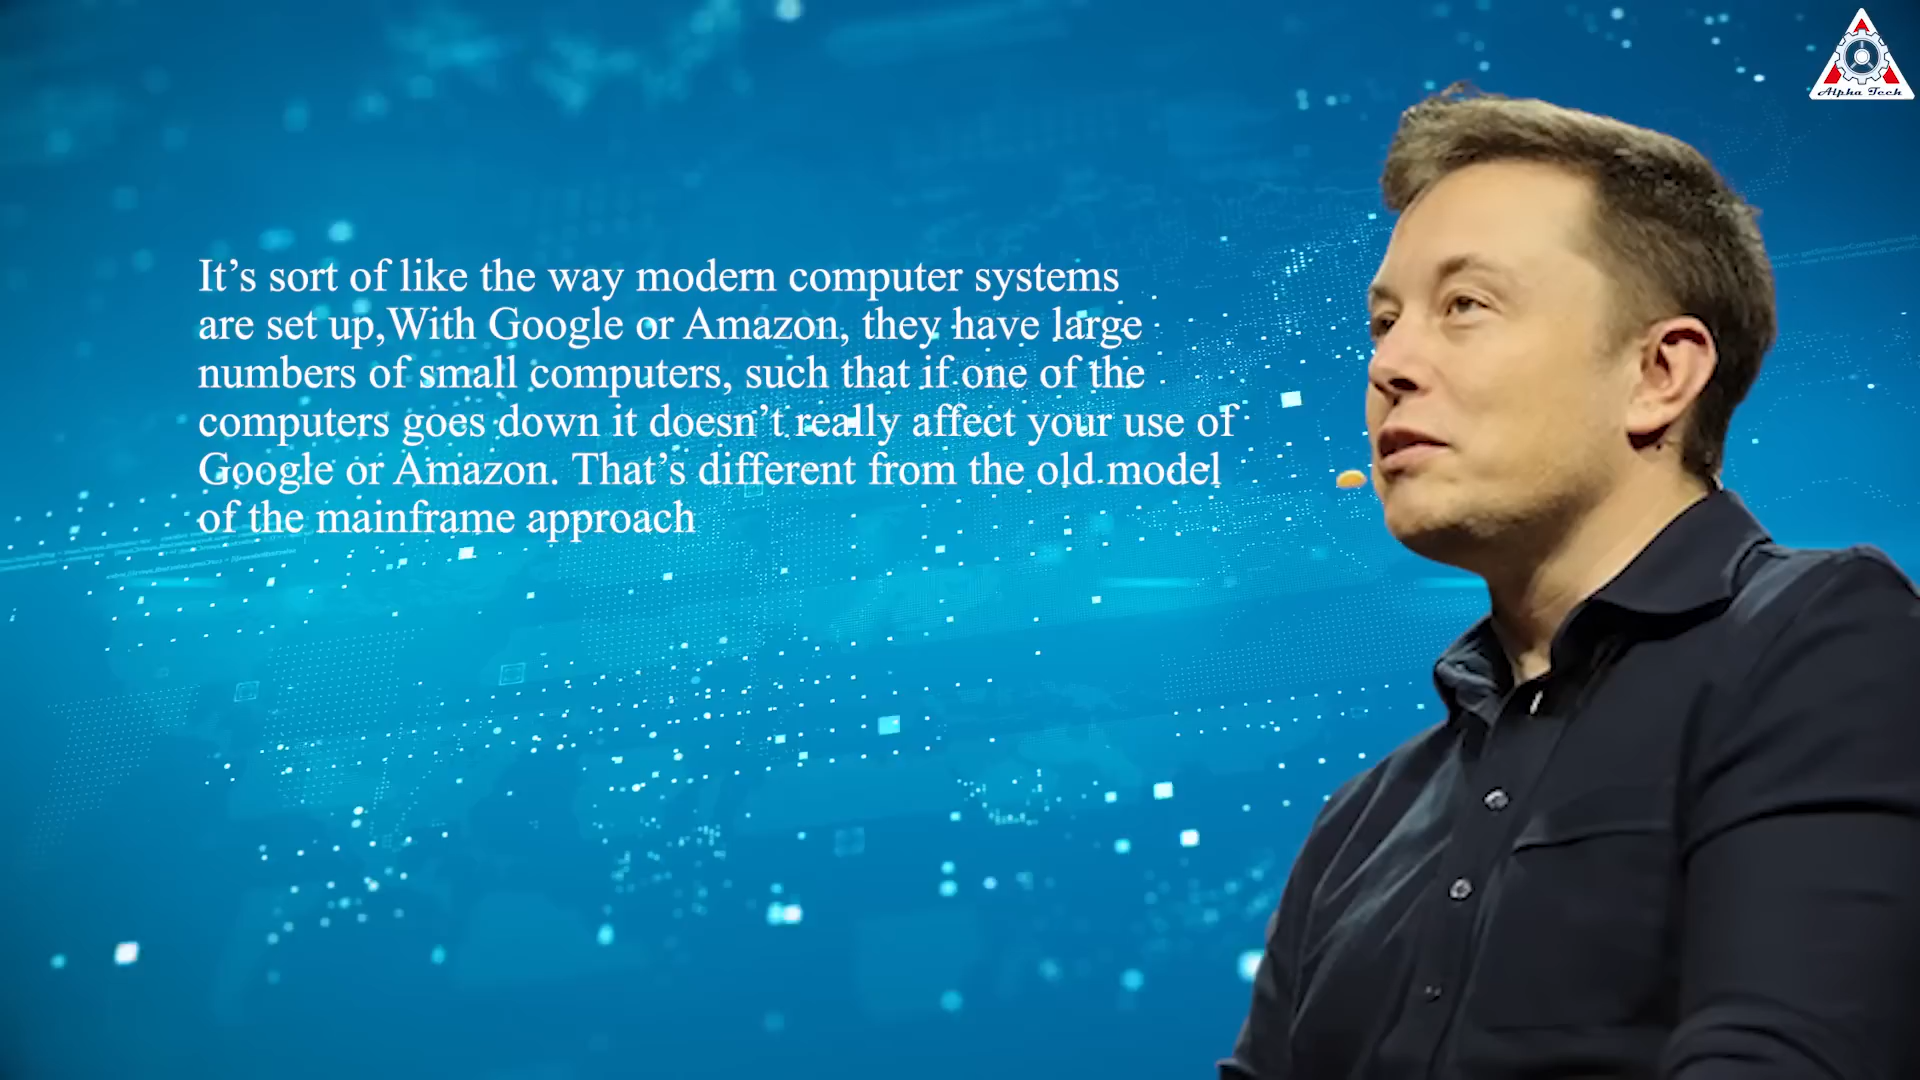 Alpha Tech
It’s sort of like the way modern computer systems
are set up,With Google or Amazon, they have large
numbers of small computers, such that if one of the
computers goes down it doesn’t really affect your use of
Google or Amazon. That’s different from the old model
of the mainframe approach